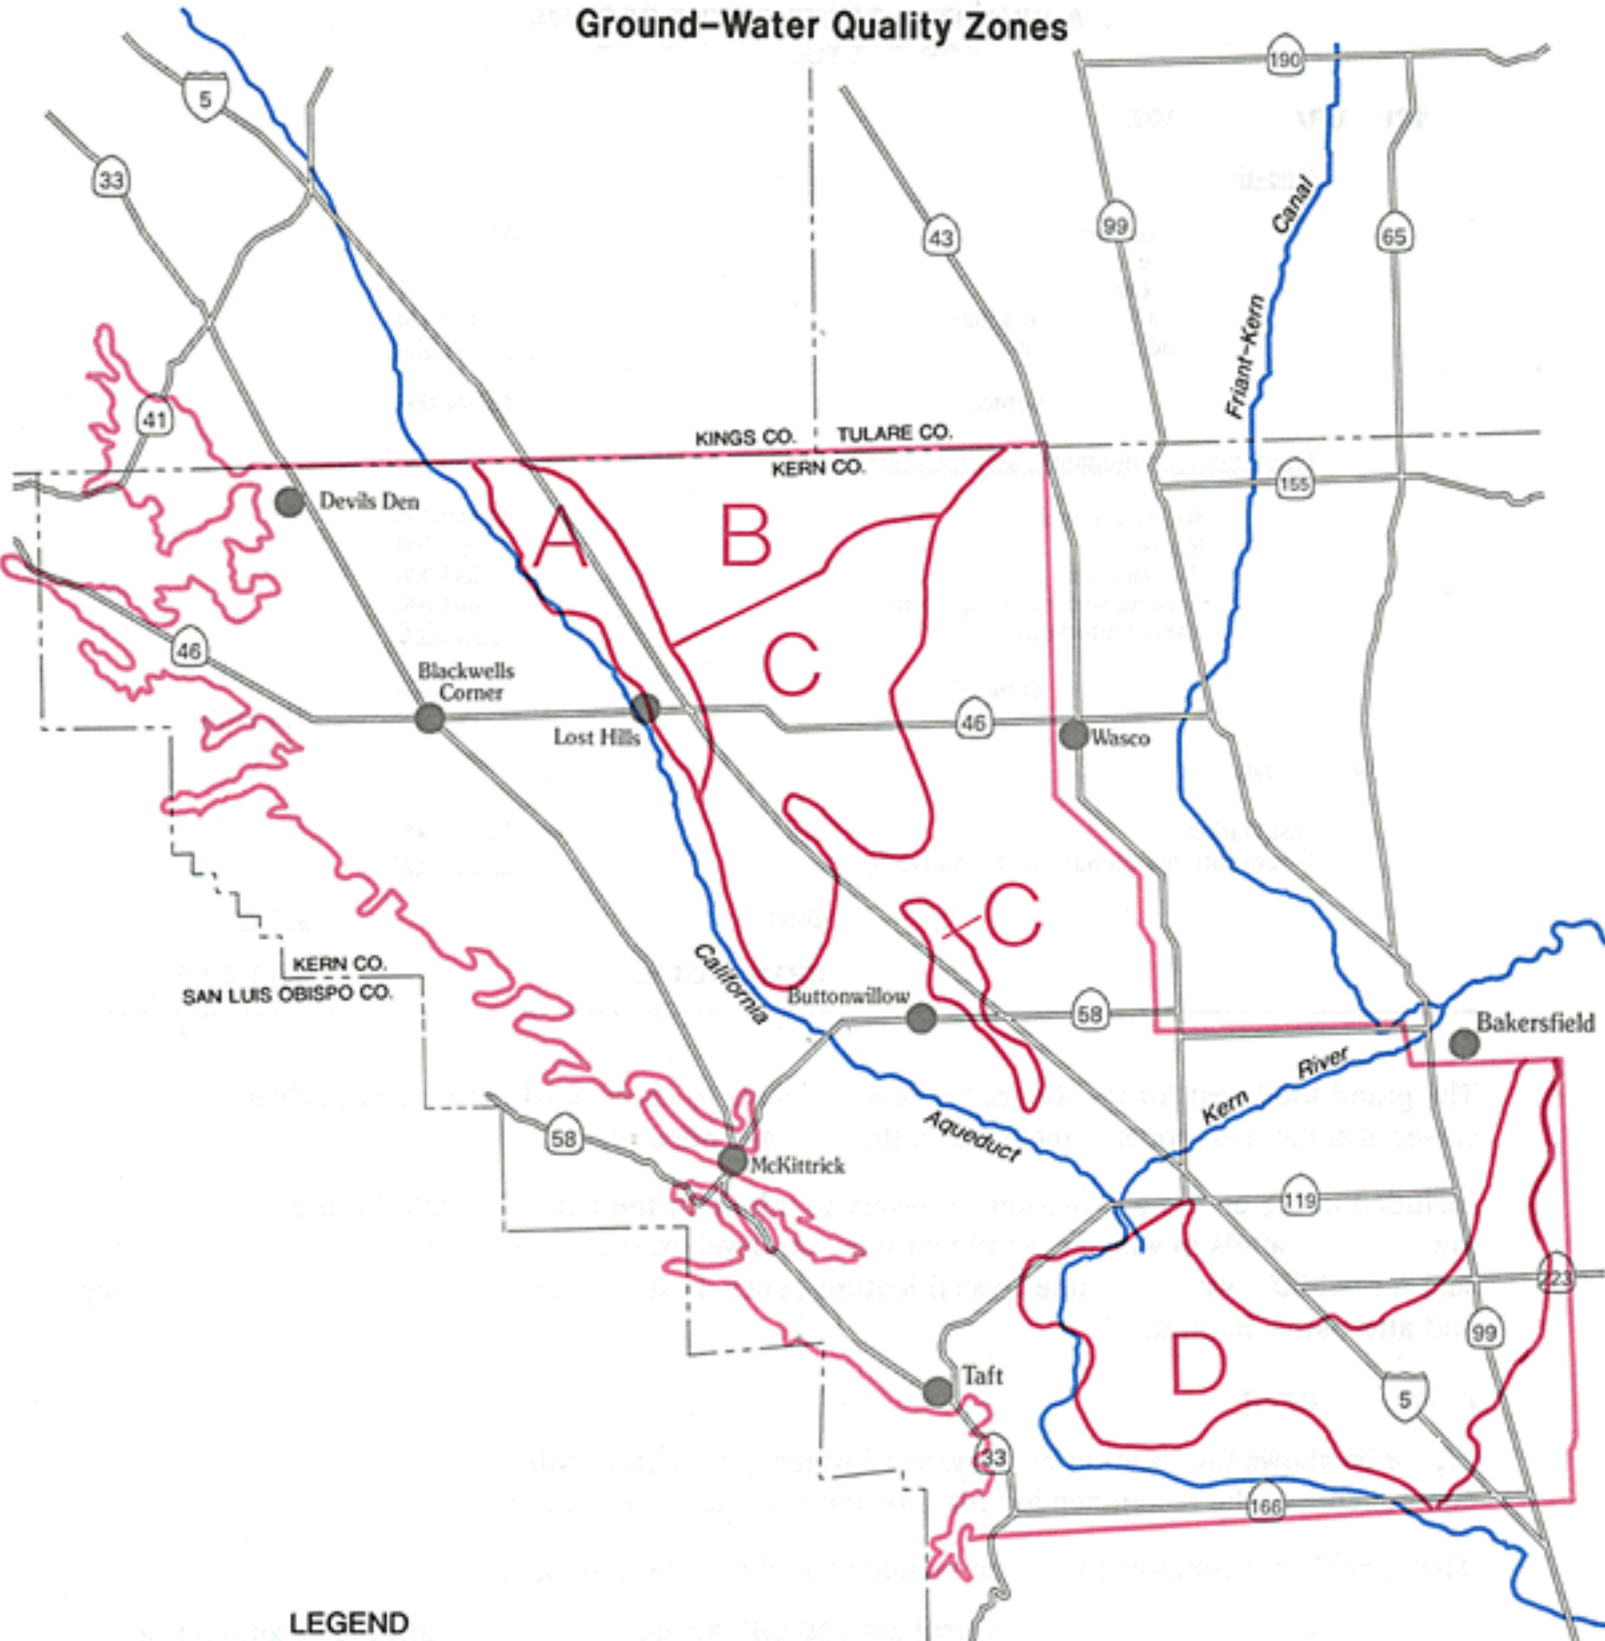 Ground–Water Quality Zones
190
5
33
Canal
43
99
65
Friant–Kern
41
KINGS CO.
TULARE CO.
KERN CO.
155
Devils Den
A
B
46
C
Blackwells
Corner
46
Lost Hills
Wasco
C
KERN CO.
SAN LUIS OBISPO CO.
California
Buttonwillow
58
Bakersfield
River
Kern
Aqueduct
58
McKittrick
119
223
99
D
Taft
5
33
166
LEGEND